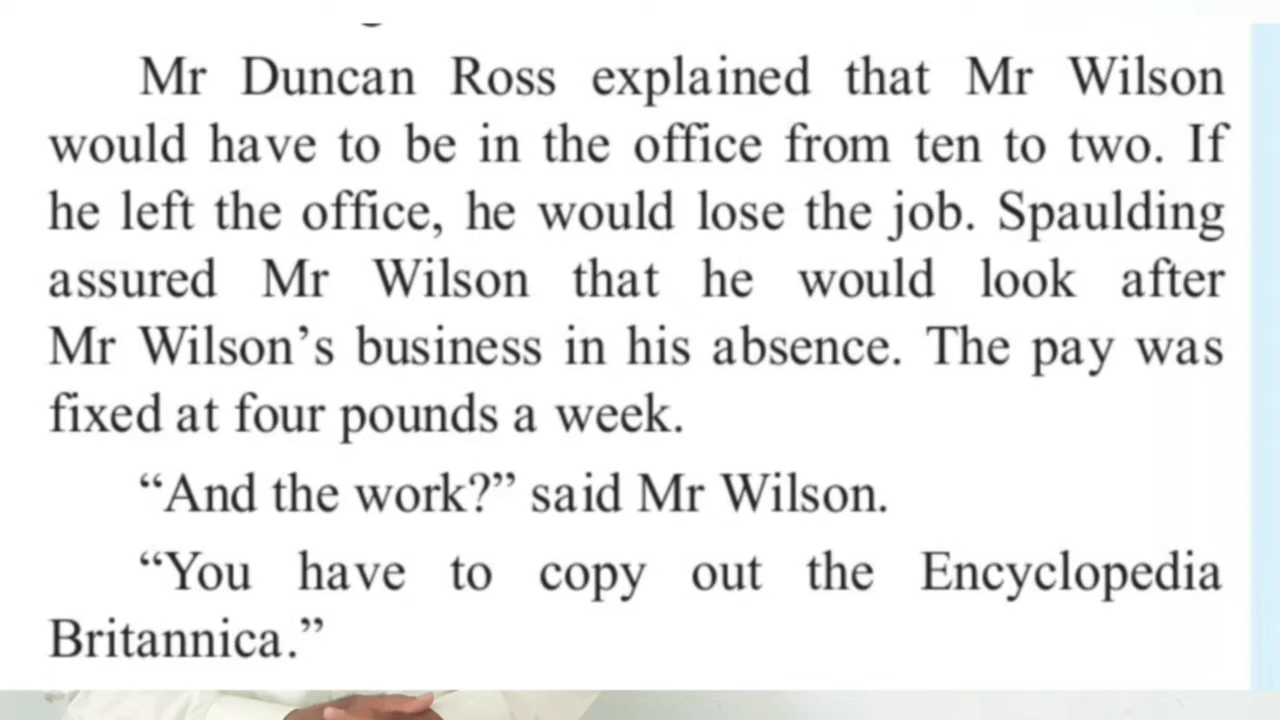 Mr Duncan Ross explained that Mr Wilson
would have to be in the office from ten to two. If
he left the office, he would lose the job. Spaulding
assured Mr Wilson that he would look after
Mr Wilson’s business in his absence. The pay was
fixed at four pounds a week.
“And the work?” said Mr Wilson.
“You have to copy out the Encyclopedia
Britannica.”